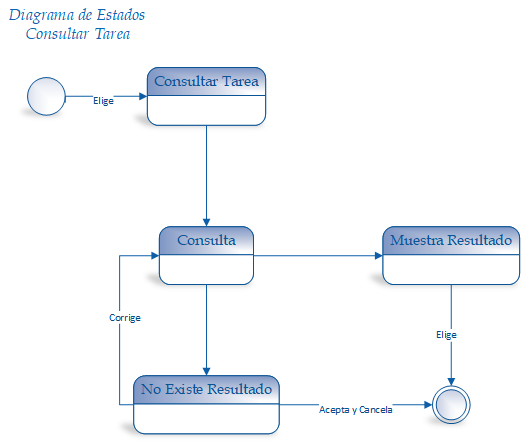 Diagrama de Estados
Consultar Tarea
Consultar Tarea
Elige
Consulta
Muestra Resultado
Corrige
Elige
No Existe Resultado
Acepta y Cancela